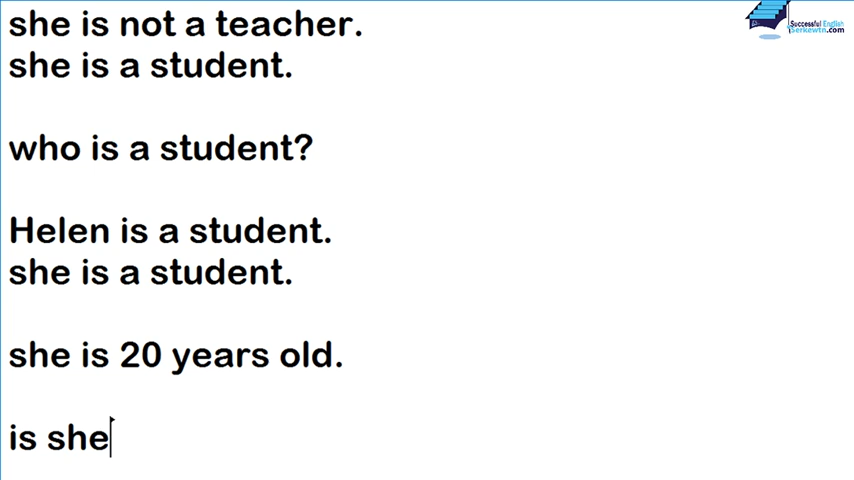 she is not a teacher.
she is a student.
who is a student?
Helen is a student.
she is a student.
she is 20 years old.
is she
Successful English
Serkewtn.com